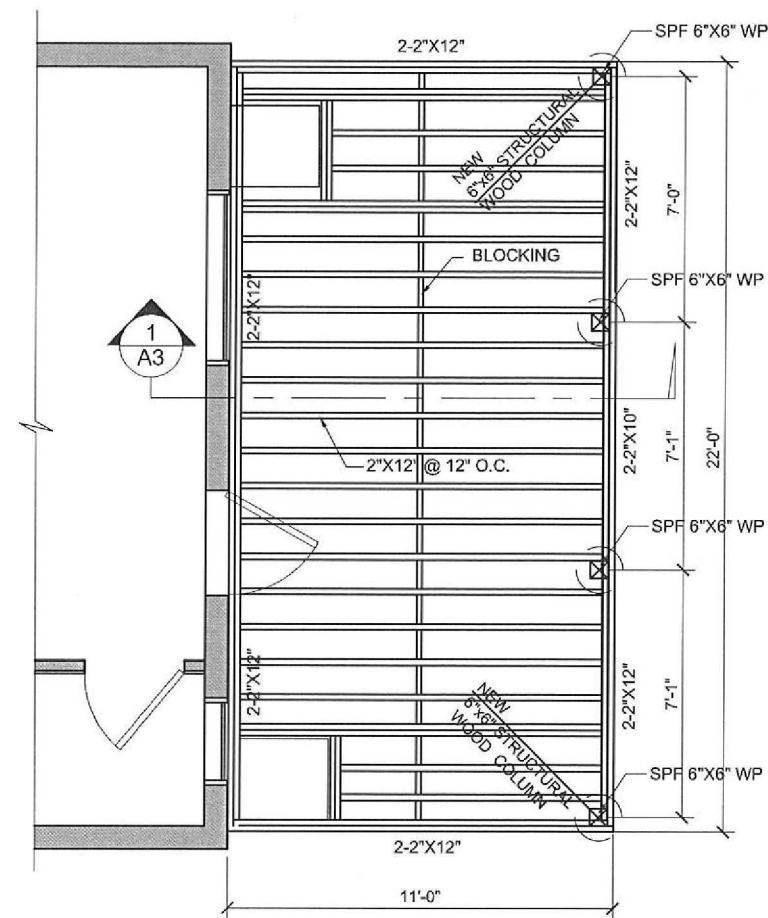 SPF 6"X6" WP
2-2"X12"
NEW
6"x6" STRUCTURAL
WOOD COLUMN
2-2"X12"
7'-0"
BLOCKING
SPF 6"X6" WP
2-2"X12"
1
A3
2"X12" @ 12" O.C.
2-2"X10"
7'-1"
22'-0"
SPF 6"X6" WP
2-2"X12"
NEW
6"x6" STRUCTURAL
WOOD COLUMN
2-2"X12"
7'-1"
SPF 6"X6" WP
2-2"X12"
11'-0"